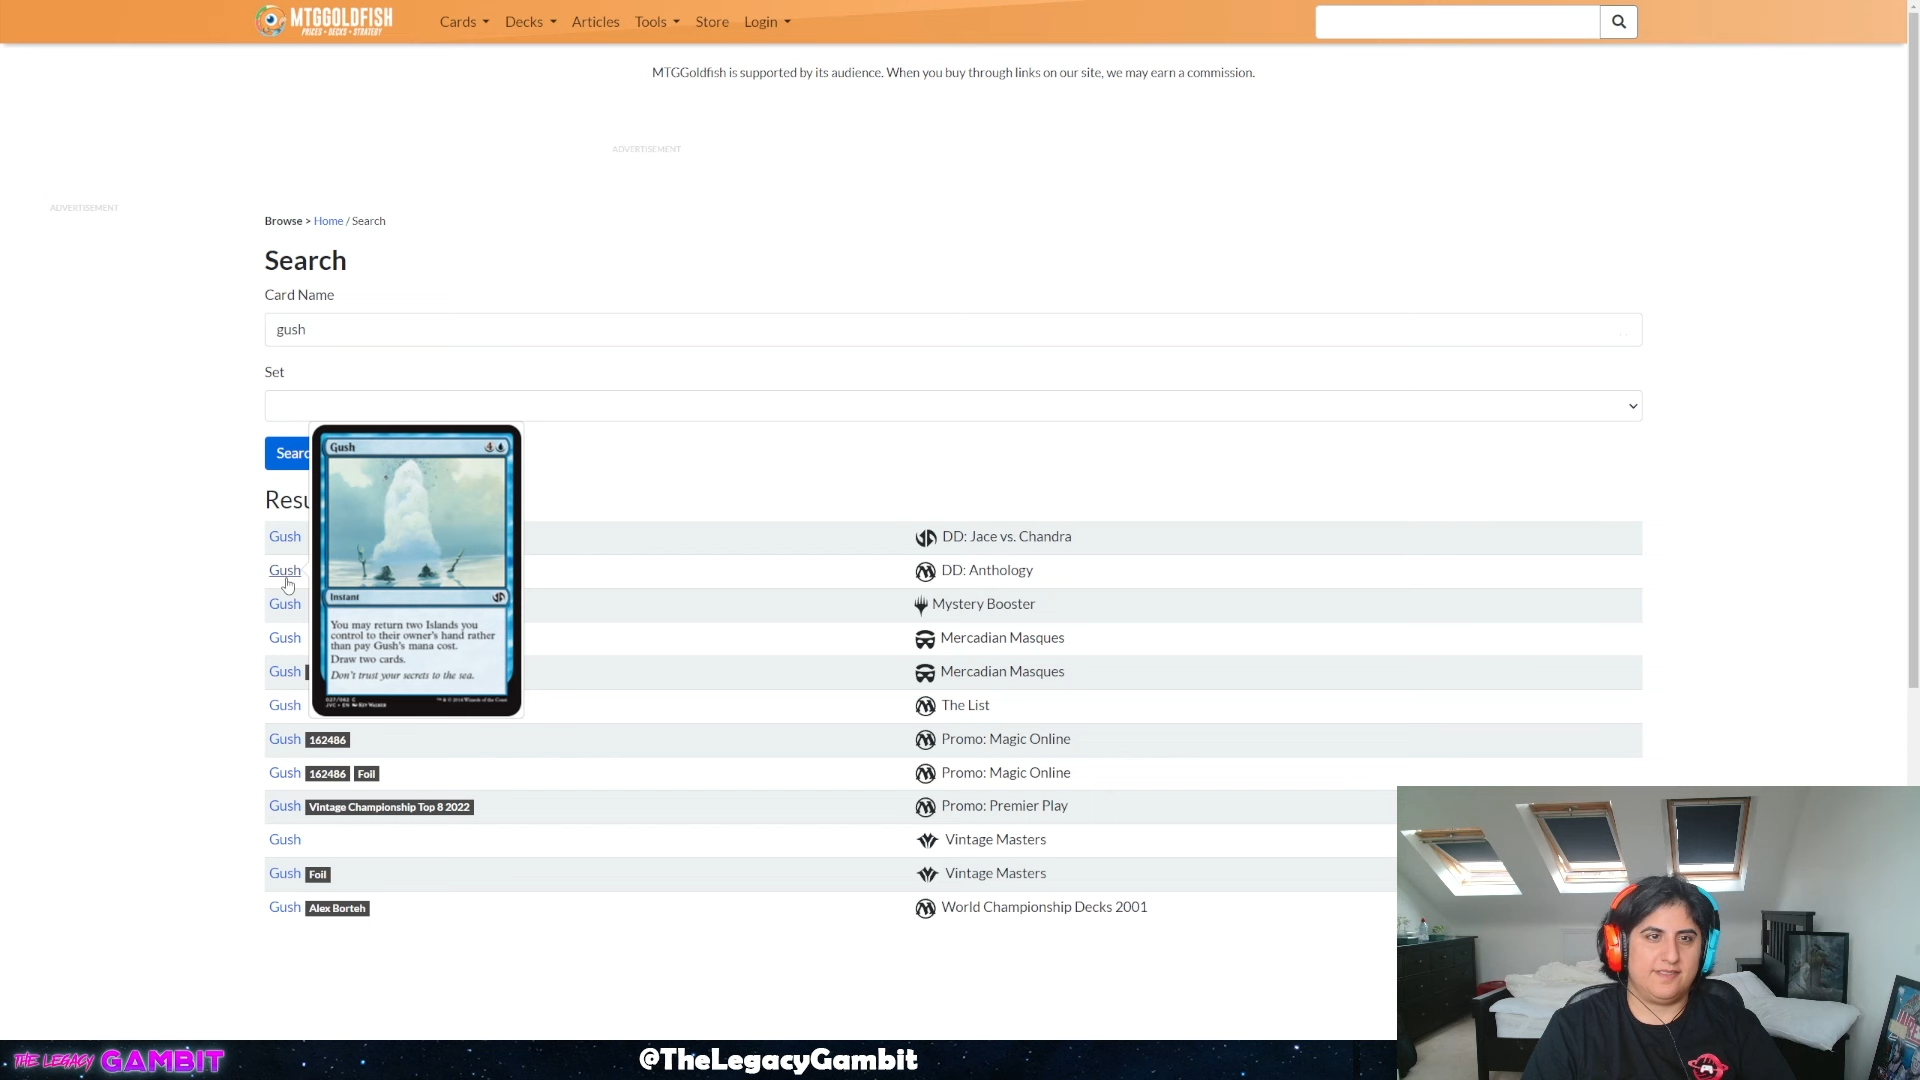 MTGGOLDFISH
PRICES • DECKS • STRATEGY
Cards
Decks
Articles
Tools
Store
Login
MTGGoldfish is supported by its audience. When you buy through links on our site, we may earn a commission.
ADVERTISEMENT
ADVERTISEMENT
Browse > Home / Search
Search
Card Name
gush
Set
Searc
Resu
Gush 4
Instant
You may return two Islands you
control to their owner's hand rather
than pay Gush's mana cost.
Draw two cards.
Don't trust your secrets to the sea.
Gush DD: Jace vs. Chandra
Gush DD: Anthology
Gush Mystery Booster
Gush Mercadian Masques
Gush Mercadian Masques
Gush The List
Gush 162486 Promo: Magic Online
Gush 162486 Foil Promo: Magic Online
Gush Vintage Championship Top 8 2022 Promo: Premier Play
Gush Vintage Masters
Gush Foil Vintage Masters
Gush Alex Borteh World Championship Decks 2001
THE LEGACY GAMBIT
@TheLegacyGambit